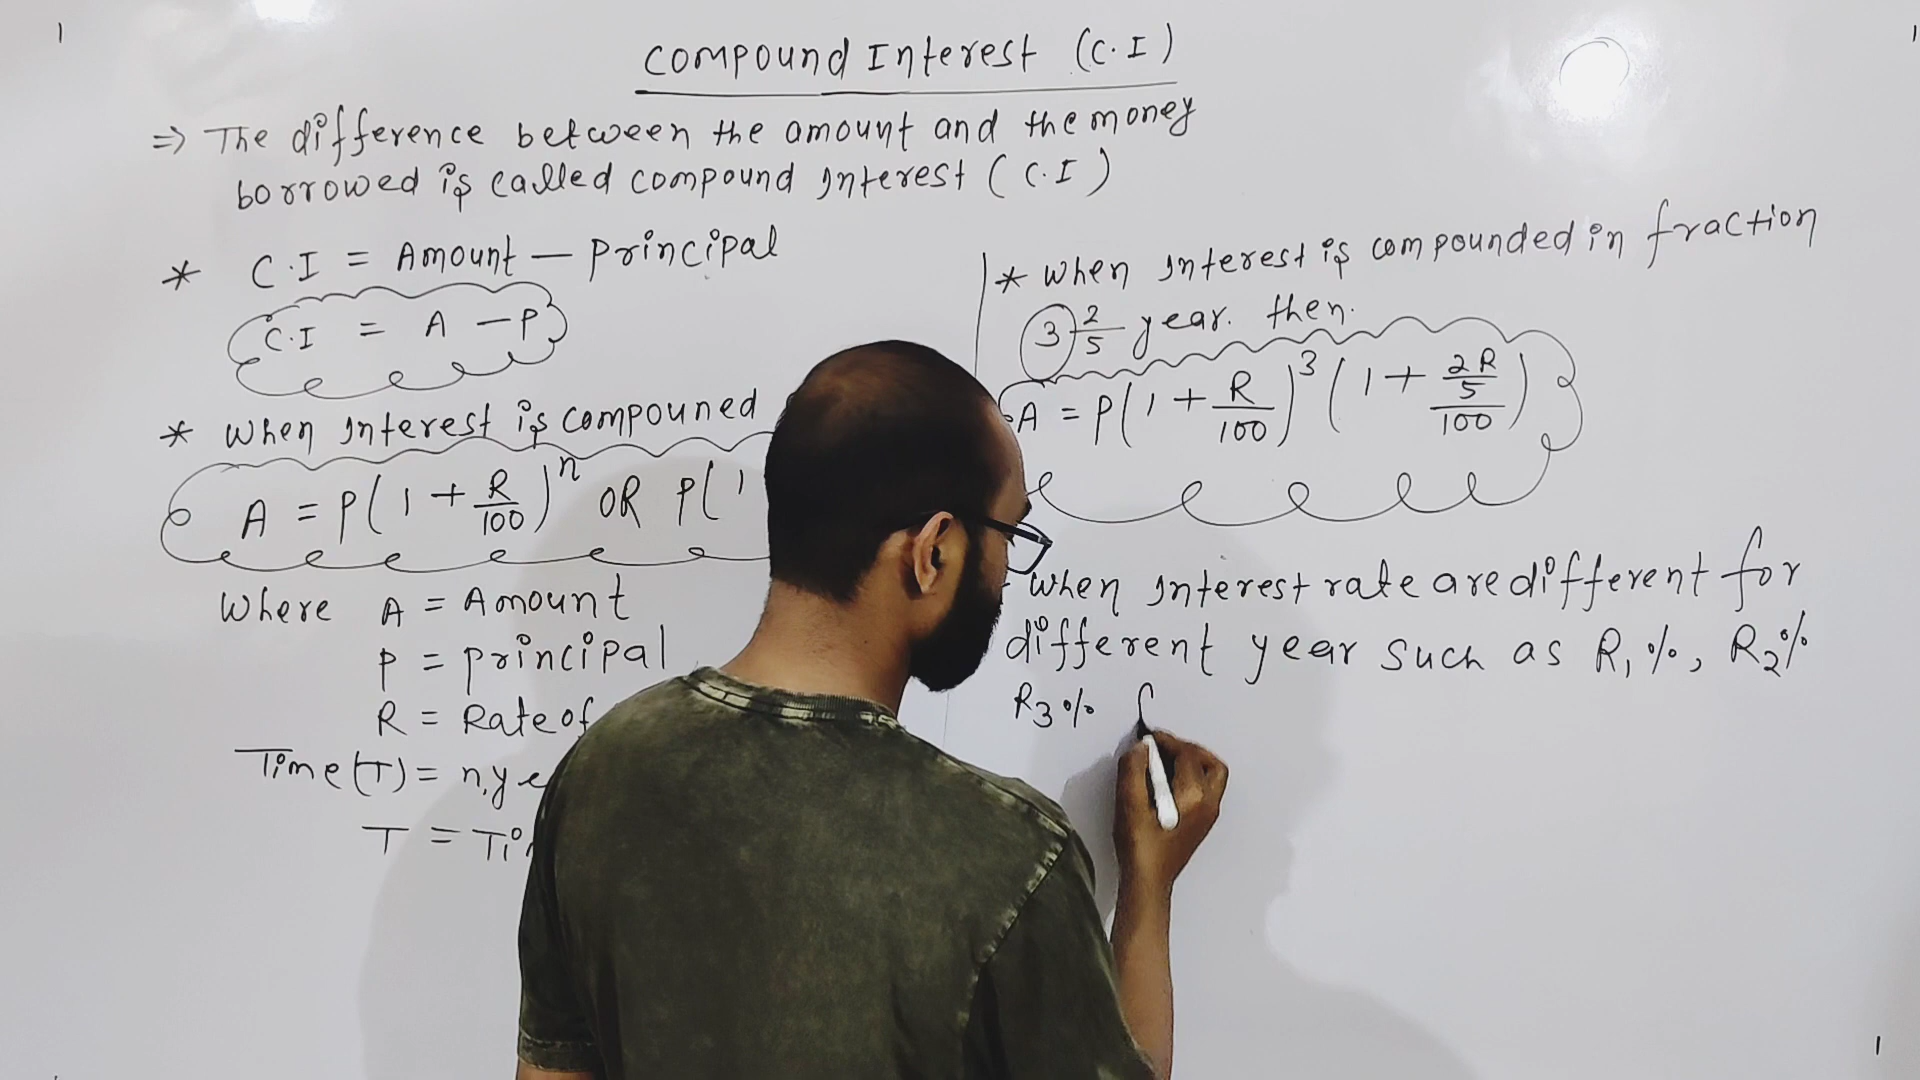 Compound Interest (C.I)
⇒ The difference between the amount and the money
borrowed is called compound interest (C.I)
* C.I = Amount — Principal
C.I = A — P
* When interest is compouned
A = P(1 + R/100)^n OR P(1
Where A = Amount
P = principal
R = Rate of
Time (T) = n, ye
T = Tim
* When interest is compounded in fraction
3 2/5 year. then.
A = P(1 + R/100)^3 (1 + (2R/5)/100)
When interest rate are different for
different year such as R₁%, R₂%
R3%